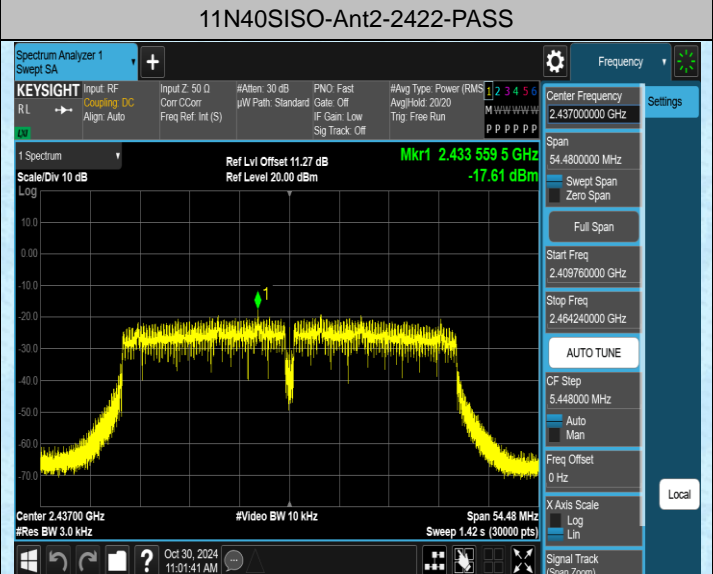 11N40SISO-Ant2-2422-PASS
Spectrum Analyzer 1
Swept SA
Frequency
KEYSIGHT
RL
Input: RF
Coupling: DC
Align: Auto
Input Z: 50 Ω
Corr CCorr
Freq Ref: Int (S)
#Atten: 30 dB
µW Path: Standard
PNO: Fast
Gate: Off
IF Gain: Low
Sig Track: Off
#Avg Type: Power (RMS
Avg|Hold: 20/20
Trig: Free Run
1 2 3 4 5 6
M W W W W W
P P P P P P
1 Spectrum
Scale/Div 10 dB
Log
Ref Lvl Offset 11.27 dB
Ref Level 20.00 dBm
Mkr1 2.433 559 5 GHz
-17.61 dBm
10.0
0.00
-10.0
-20.0
-30.0
-40.0
-50.0
-60.0
-70.0
1
Center 2.43700 GHz
#Res BW 3.0 kHz
#Video BW 10 kHz
Span 54.48 MHz
Sweep 1.42 s (30000 pts)
Oct 30, 2024
11:01:41 AM
Center Frequency
2.437000000 GHz
Span
54.4800000 MHz
Swept Span
Zero Span
Full Span
Start Freq
2.409760000 GHz
Stop Freq
2.464240000 GHz
AUTO TUNE
CF Step
5.448000 MHz
Auto
Man
Freq Offset
0 Hz
X Axis Scale
Log
Lin
Signal Track
(Span Zoom)
Settings
Local